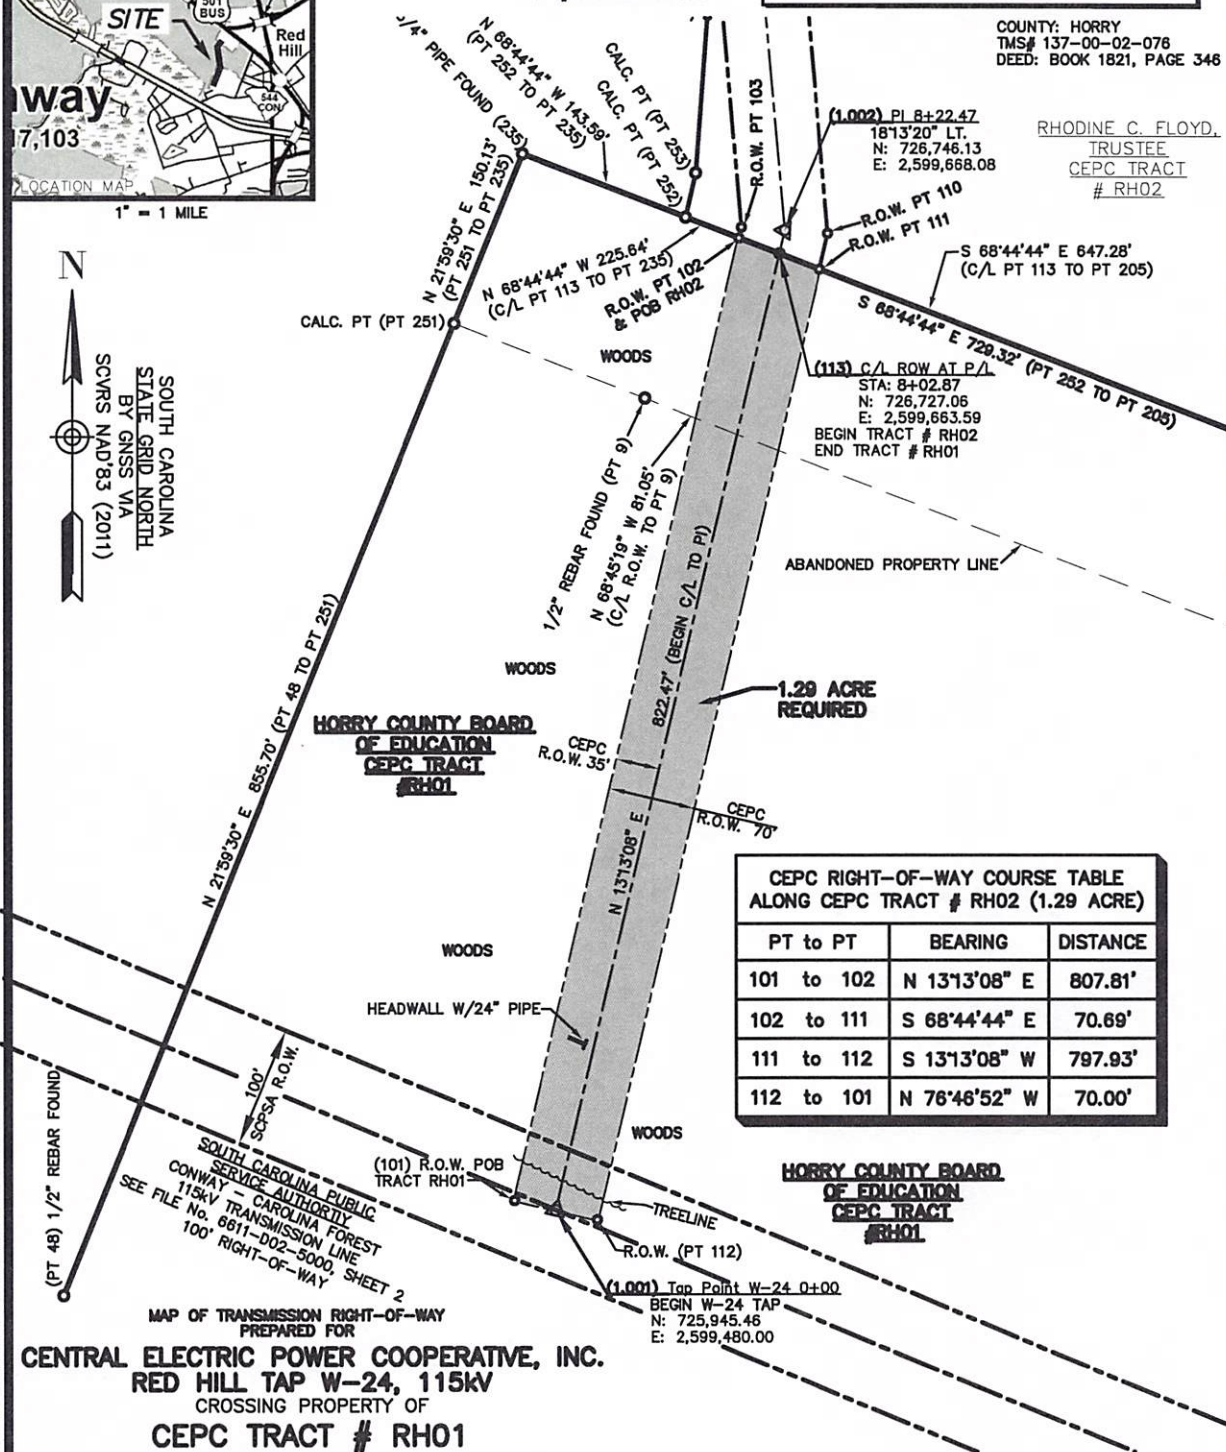 SITE
501
BUS
Red
Hill
way
17,103
544
CON
LOCATION MAP
1" = 1 MILE
COUNTY: HORRY
TMS# 137-00-02-076
DEED: BOOK 1821, PAGE 346
RHODINE C. FLOYD,
TRUSTEE
CEPC TRACT
# RH02
/4" PIPE FOUND (235)
N 68°44'44" W 143.59'
(PT 252 TO PT 235)
CALC. PT (PT 253)
CALC. PT (PT 252)
R.O.W. PT 103
(1.002) PI 8+22.47
18°13'20" LT.
N: 726,746.13
E: 2,599,668.08
R.O.W. PT 110
R.O.W. PT 111
S 68°44'44" E 647.28'
(C/L PT 113 TO PT 205)
S 68°44'44" E 729.32' (PT 252 TO PT 205)
N 21°59'30" E 150.13'
(PT 251 TO PT 235)
N 68°44'44" W 225.64'
(C/L PT 113 TO PT 235)
R.O.W. PT 102
& POB RH02
CALC. PT (PT 251)
WOODS
(113) C/L ROW AT P/L
STA: 8+02.87
N: 726,727.06
E: 2,599,663.59
BEGIN TRACT # RH02
END TRACT # RH01
N
SOUTH CAROLINA
STATE GRID NORTH
BY GNSS VIA
SCVRS NAD'83 (2011)
1/2" REBAR FOUND (PT 9)
N 68°45'19" W 81.05'
(C/L R.O.W. TO PT 9)
ABANDONED PROPERTY LINE
822.47' (BEGIN C/L TO PI)
WOODS
1.29 ACRE
REQUIRED
N 21°59'30" E 855.70' (PT 48 TO PT 251)
HORRY COUNTY BOARD
OF EDUCATION
CEPC TRACT
#RH01
CEPC
R.O.W. 35'
CEPC
R.O.W. 70'
N 13°13'08" E
CEPC RIGHT-OF-WAY COURSE TABLE
ALONG CEPC TRACT # RH02 (1.29 ACRE)
PT to PT BEARING DISTANCE
101 to 102 N 13°13'08" E 807.81'
102 to 111 S 68°44'44" E 70.69'
111 to 112 S 13°13'08" W 797.93'
112 to 101 N 76°46'52" W 70.00'
WOODS
HEADWALL W/24" PIPE
100'
SCPSA R.O.W.
WOODS
(PT 48) 1/2" REBAR FOUND
SOUTH CAROLINA PUBLIC
SERVICE AUTHORTIY
CONWAY - CAROLINA FOREST
115kV TRANSMISSION LINE
SEE FILE No. 6611-D02-5000, SHEET 2
100' RIGHT-OF-WAY
(101) R.O.W. POB
TRACT RH01
TREELINE
R.O.W. (PT 112)
HORRY COUNTY BOARD
OF EDUCATION
CEPC TRACT
#RH01
(1.001) Tap Point W-24 0+00
BEGIN W-24 TAP
N: 725,945.46
E: 2,599,480.00
MAP OF TRANSMISSION RIGHT-OF-WAY
PREPARED FOR
CENTRAL ELECTRIC POWER COOPERATIVE, INC.
RED HILL TAP W-24, 115kV
CROSSING PROPERTY OF
CEPC TRACT # RH01